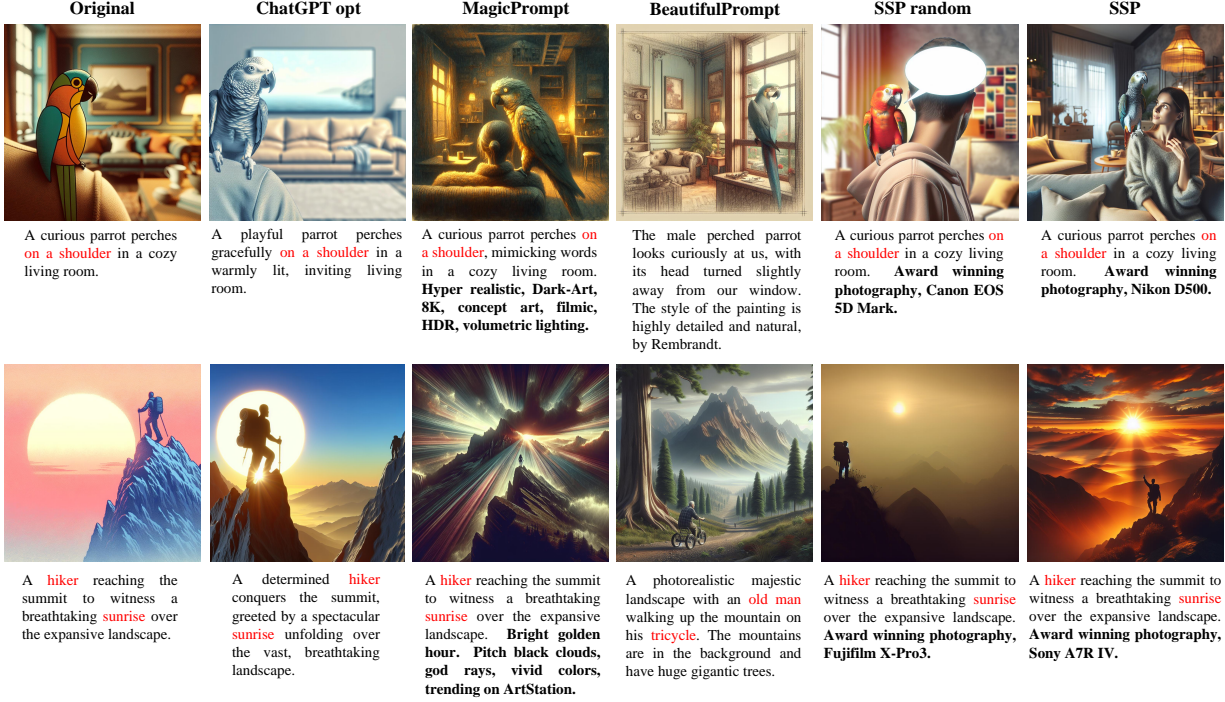 Original
ChatGPT opt
MagicPrompt
BeautifulPrompt
SSP random
SSP
A curious parrot perches
on a shoulder in a cozy
living room.
A playful parrot perches
gracefully on a shoulder in a
warmly lit, inviting living
room.
A curious parrot perches on
a shoulder, mimicking words
in a cozy living room.
Hyper realistic, Dark-Art,
8K, concept art, filmic,
HDR, volumetric lighting.
The male perched parrot
looks curiously at us, with
its head turned slightly
away from our window.
The style of the painting is
highly detailed and natural,
by Rembrandt.
A curious parrot perches on
a shoulder in a cozy living
room. Award winning
photography, Canon EOS
5D Mark.
A curious parrot perches on
a shoulder in a cozy living
room. Award winning
photography, Nikon D500.
A hiker reaching the
summit to witness a
breathtaking sunrise over
the expansive landscape.
A determined hiker
conquers the summit,
greeted by a spectacular
sunrise unfolding over
the vast, breathtaking
landscape.
A hiker reaching the summit
to witness a breathtaking
sunrise over the expansive
landscape. Bright golden
hour. Pitch black clouds,
god rays, vivid colors,
trending on ArtStation.
A photorealistic majestic
landscape with an old man
walking up the mountain on
his tricycle. The mountains
are in the background and
have huge gigantic trees.
A hiker reaching the summit to
witness a breathtaking sunrise
over the expansive landscape.
Award winning photography,
Fujifilm X-Pro3.
A hiker reaching the summit to
witness a breathtaking sunrise
over the expansive landscape.
Award winning photography,
Sony A7R IV.